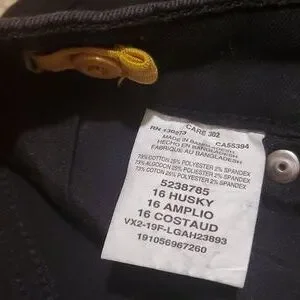 CARE 302
RN #30873 CA55394
MADE IN BANGLADESH
HECHO EN BANGLADESH
FABRIQUÉ AU BANGLADESH
73% COTTON 25% POLYESTER 2% SPANDEX
73% ALGODON 25% POLIESTER 2% SPANDEX
73% COTON 25% POLYESTER 2% SPANDEX
5238785
16 HUSKY
16 AMPLIO
16 COSTAUD
VX2-19F-LGAH23893
191056967260